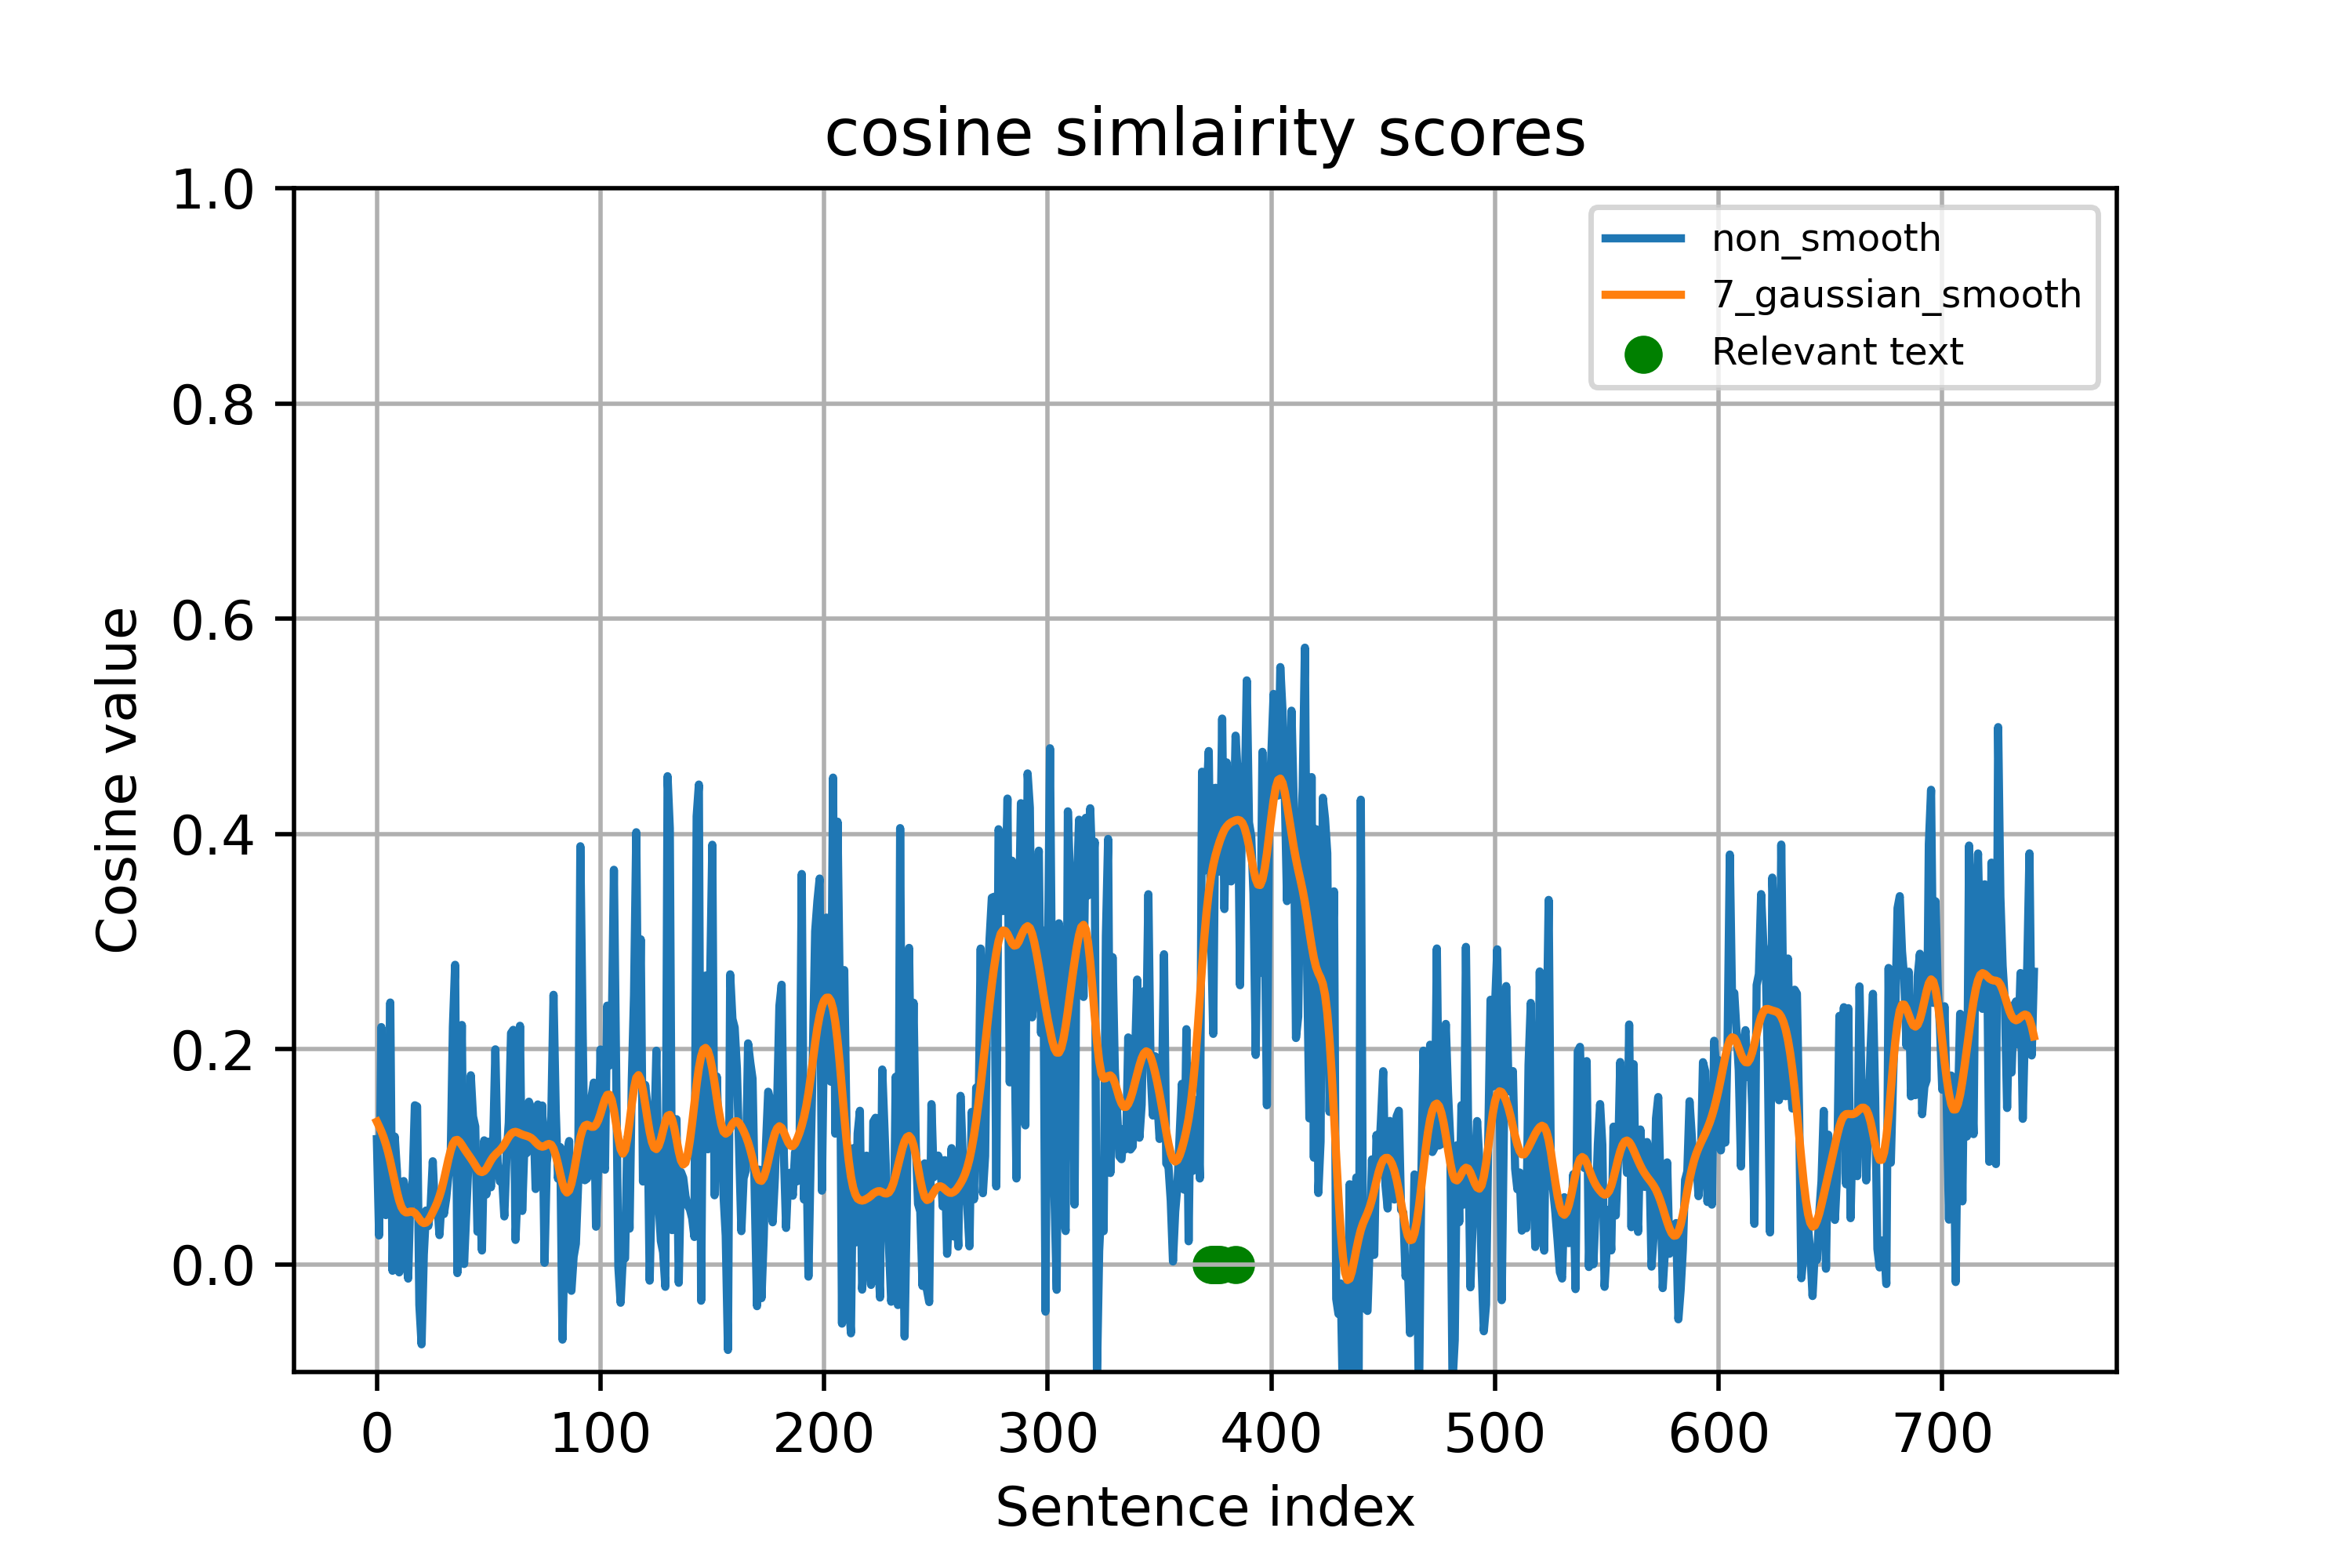 cosine simlairity scores
1.0
0.8
0.6
0.4
0.2
0.0
Cosine value
non_smooth
7_gaussian_smooth
Relevant text
0 100 200 300 400 500 600 700
Sentence index